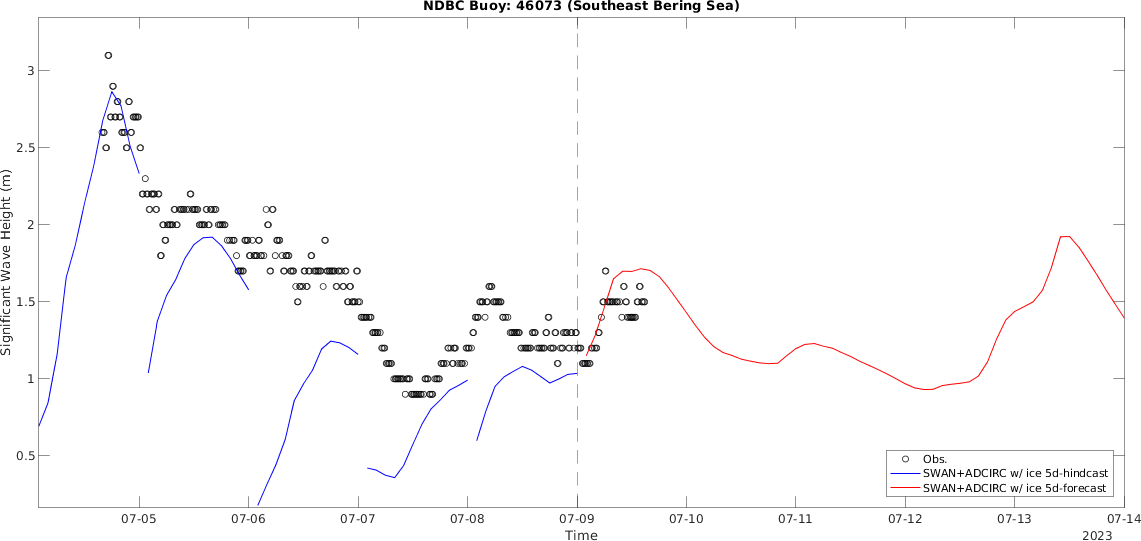 NDBC Buoy: 46073 (Southeast Bering Sea)
Significant Wave Height (m)
3
2.5
2
1.5
1
0.5
Obs.
SWAN+ADCIRC w/ ice 5d-hindcast
SWAN+ADCIRC w/ ice 5d-forecast
07-05 07-06 07-07 07-08 07-09 07-10 07-11 07-12 07-13 07-14
Time
2023